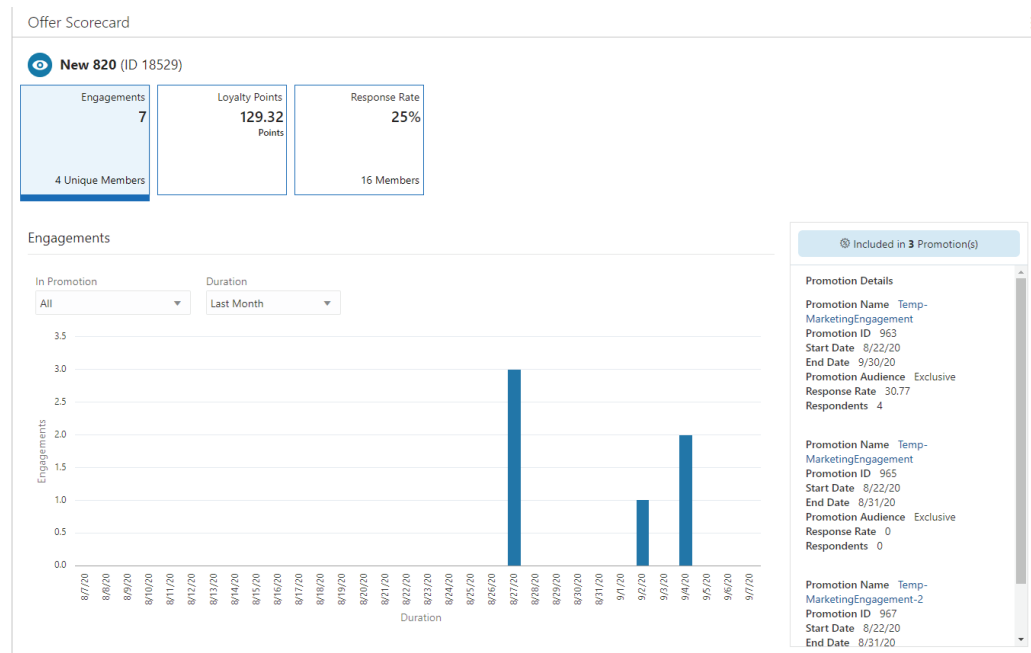 Offer Scorecard
New 820 (ID 18529)
Engagements
7
4 Unique Members
Loyalty Points
129.32
Points
Response Rate
25%
16 Members
Engagements
In Promotion
All
Duration
Last Month
3.5
3.0
2.5
2.0
1.5
1.0
0.5
0.0
Engagements
8/7/20
8/8/20
8/9/20
8/10/20
8/11/20
8/12/20
8/13/20
8/14/20
8/15/20
8/16/20
8/17/20
8/18/20
8/19/20
8/20/20
8/21/20
8/22/20
8/23/20
8/24/20
8/25/20
8/26/20
8/27/20
8/28/20
8/29/20
8/30/20
8/31/20
9/1/20
9/2/20
9/3/20
9/4/20
9/5/20
9/6/20
9/7/20
Duration
Included in 3 Promotion(s)
Promotion Details
Promotion Name Temp-
MarketingEngagement
Promotion ID 963
Start Date 8/22/20
End Date 9/30/20
Promotion Audience Exclusive
Response Rate 30.77
Respondents 4
Promotion Name Temp-
MarketingEngagement
Promotion ID 965
Start Date 8/22/20
End Date 8/31/20
Promotion Audience Exclusive
Response Rate 0
Respondents 0
Promotion Name Temp-
MarketingEngagement-2
Promotion ID 967
Start Date 8/22/20
End Date 8/31/20